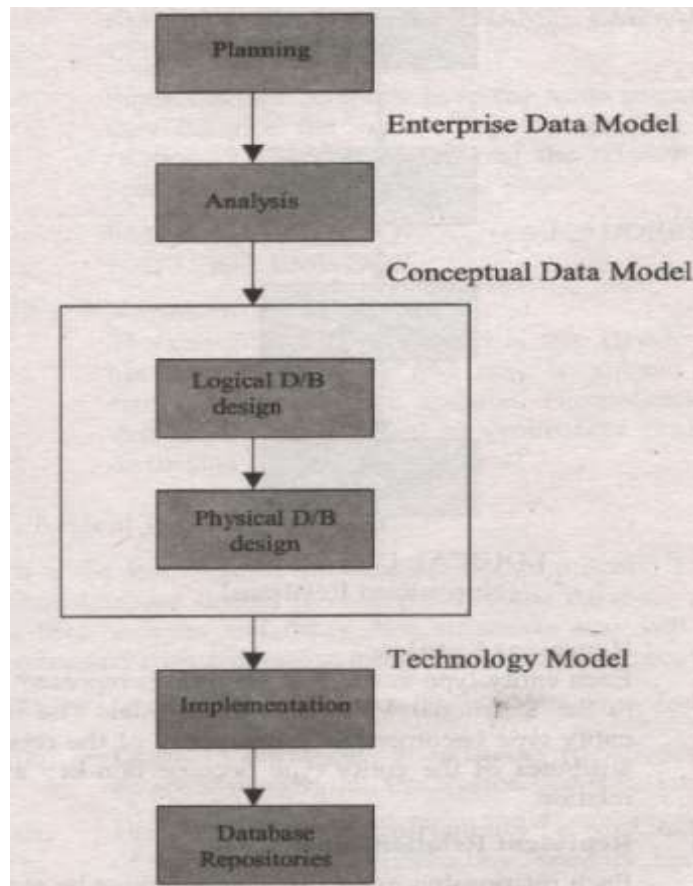 Planning
Enterprise Data Model
Analysis
Conceptual Data Model
Logical D/B
design
Physical D/B
design
Technology Model
Implementation
Database
Repositories